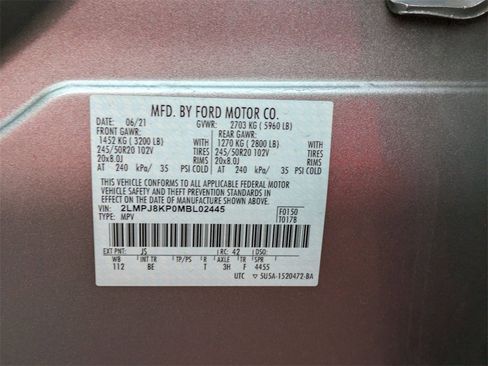 MFD. BY FORD MOTOR CO.
DATE: 06/21 GVWR: 2703 KG ( 5960 LB)
FRONT GAWR: REAR GAWR:
1452 KG ( 3200 LB) WITH 1270 KG ( 2800 LB) WITH
245/50R20 102V TIRES 245/50R20 102V TIRES
20x8.0J RIMS 20x8.0J RIMS
AT 240 kPa/ 35 PSI COLD AT 240 kPa/ 35 PSI COLD
THIS VEHICLE CONFORMS TO ALL APPLICABLE FEDERAL MOTOR
VEHICLE SAFETY AND THEFT PREVENTION STANDARDS IN
EFFECT ON THE DATE OF MANUFACTURE SHOWN ABOVE.
VIN: 2LMPJ8KP0MBL02445 F0150
TYPE: MPV T017B
EXT PNT: JS RC: 42 DSO:
WB INT TR TP/PS R AXLE TR SPR
112 BE T 3H F 4455
UTC ▽ 5U5A-1520472-BA